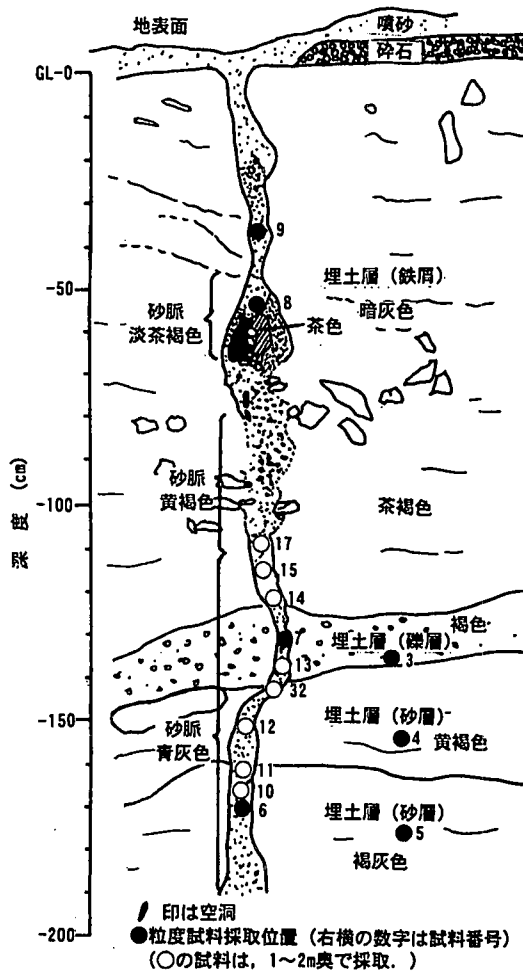 地表面
噴砂
砕石
GL-0
9
-50
埋土層（鉄屑）
8
暗灰色
砂脈
淡茶褐色
茶色
深度 (cm)
-100
砂脈
黄褐色
茶褐色
17
15
14
褐色
7
埋土層（礫層）
3
13
32
-150
砂脈
青灰色
12
埋土層（砂層）
4
黄褐色
11
10
6
埋土層（砂層）
5
褐灰色
-200
印は空洞
●粒度試料採取位置（右横の数字は試料番号）
（○の試料は，1〜2m奥で採取．）